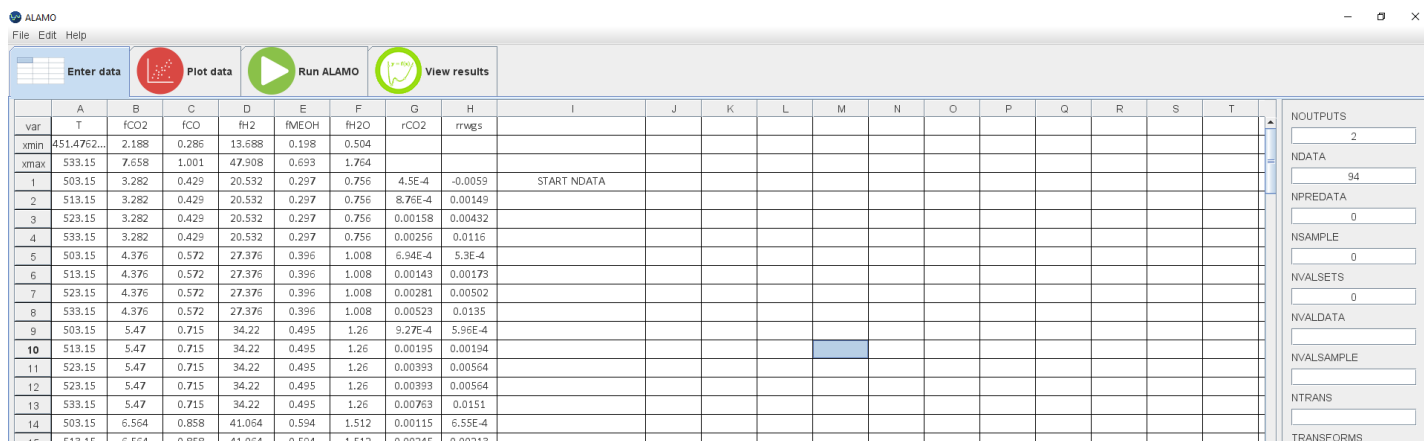 ALAMO
File Edit Help
Enter data Plot data Run ALAMO View results
A B C D E F G H I J K L M N O P Q R S T
var T fCO2 fCO fH2 fMEOH fH2O rCO2 rrwgs
xmin 451.4762... 2.188 0.286 13.688 0.198 0.504
xmax 533.15 7.658 1.001 47.908 0.693 1.764
1 503.15 3.282 0.429 20.532 0.297 0.756 4.5E-4 -0.0059 START NDATA
2 513.15 3.282 0.429 20.532 0.297 0.756 8.76E-4 0.00149
3 523.15 3.282 0.429 20.532 0.297 0.756 0.00158 0.00432
4 533.15 3.282 0.429 20.532 0.297 0.756 0.00256 0.0116
5 503.15 4.376 0.572 27.376 0.396 1.008 6.94E-4 5.3E-4
6 513.15 4.376 0.572 27.376 0.396 1.008 0.00143 0.00173
7 523.15 4.376 0.572 27.376 0.396 1.008 0.00281 0.00502
8 533.15 4.376 0.572 27.376 0.396 1.008 0.00523 0.0135
9 503.15 5.47 0.715 34.22 0.495 1.26 9.27E-4 5.96E-4
10 513.15 5.47 0.715 34.22 0.495 1.26 0.00195 0.00194
11 523.15 5.47 0.715 34.22 0.495 1.26 0.00393 0.00564
12 523.15 5.47 0.715 34.22 0.495 1.26 0.00393 0.00564
13 533.15 5.47 0.715 34.22 0.495 1.26 0.00763 0.0151
14 503.15 6.564 0.858 41.064 0.594 1.512 0.00115 6.55E-4
NOUTPUTS
2
NDATA
94
NPREDATA
0
NSAMPLE
0
NVALSETS
0
NVALDATA
NVALSAMPLE
NTRANS
TRANSFORMS